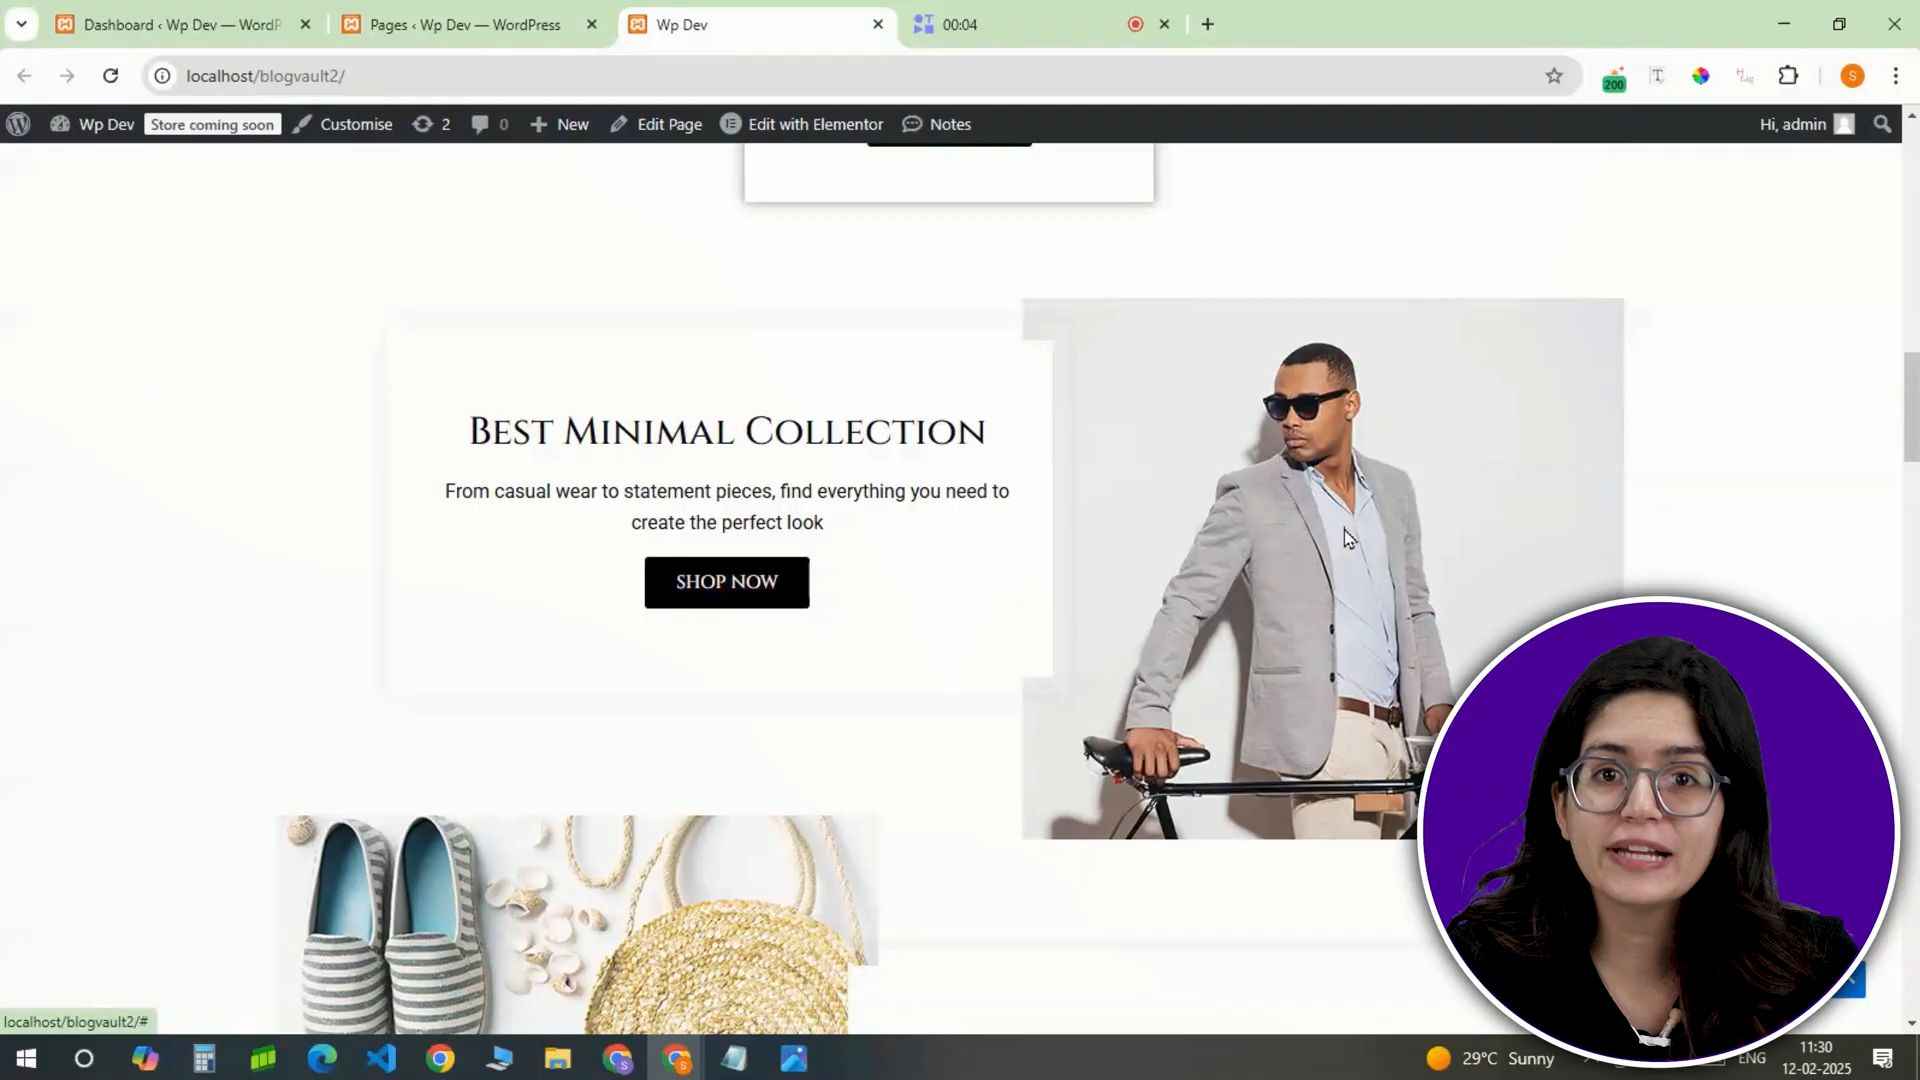 Dashboard ‹ Wp Dev — WordP
Pages ‹ Wp Dev — WordPress
Wp Dev
00:04
localhost/blogvault2/
200
S
Wp Dev
Store coming soon
Customise
2
0
New
Edit Page
Edit with Elementor
Notes
Hi, admin
Best Minimal Collection
From casual wear to statement pieces, find everything you need to
create the perfect look
SHOP NOW
localhost/blogvault2/#
29°C Sunny
ENG
11:30
12-02-2025